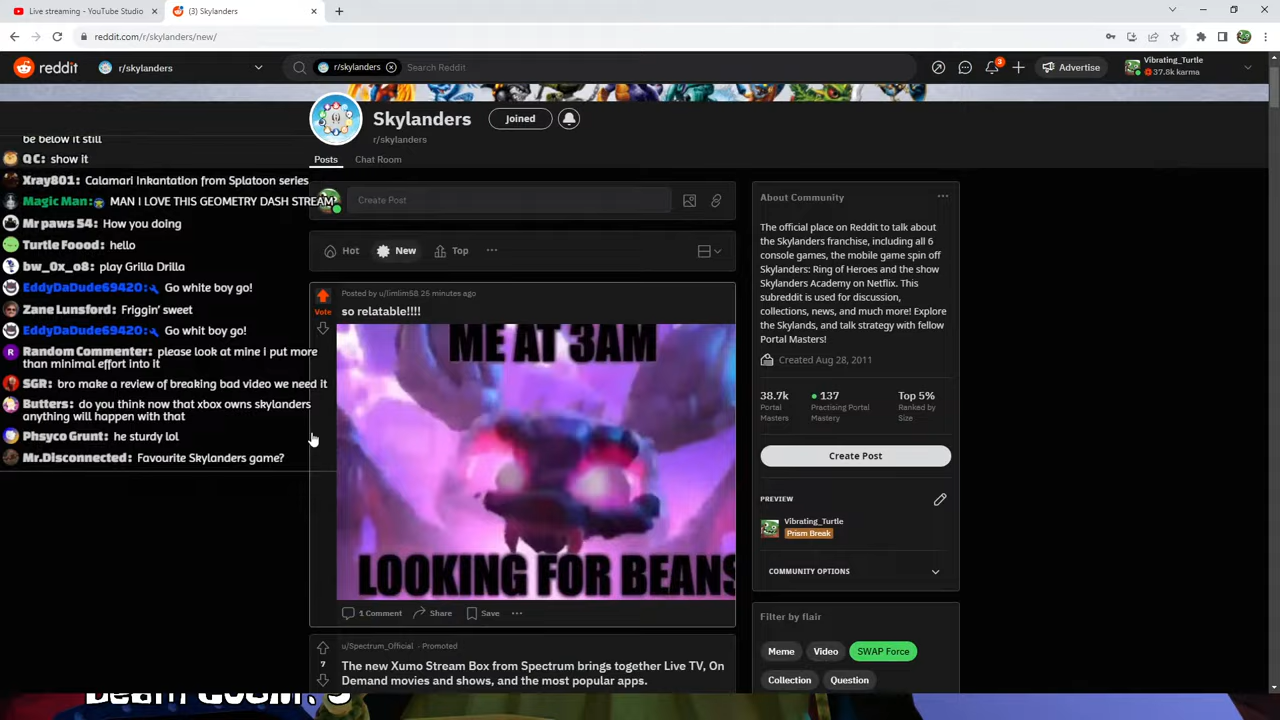 Live streaming - YouTube Studio
(3) Skylanders
reddit.com/r/skylanders/new/
reddit
r/skylanders
r/skylanders
Search Reddit
3
Advertise
Vibrating_Turtle
37.8k karma
Skylanders
Joined
r/skylanders
Posts
Chat Room
be below it still
QC: show it
Xray801: Calamari Inkantation from Splatoon series
Magic Man: MAN I LOVE THIS GEOMETRY DASH STREAM
Mr paws 54: How you doing
Turtle Foood: hello
bw_0x_o8: play Grilla Drilla
EddyDaDude69420: Go white boy go!
Zane Lunsford: Friggin' sweet
EddyDaDude69420: Go whit boy go!
Random Commenter: please look at mine i put more
than minimal effort into it
SGR: bro make a review of breaking bad video we need it
Butters: do you think now that xbox owns skylanders
anything will happen with that
Phsyco Grunt: he sturdy lol
Mr.Disconnected: Favourite Skylanders game?
Create Post
Hot
New
Top
Posted by u/limlim58 26 minutes ago
Vote
so relatable!!!!
ME AT 3AM
LOOKING FOR BEANS
1 Comment
Share
Save
u/Spectrum_Official · Promoted
7
The new Xumo Stream Box from Spectrum brings together Live TV, On
Demand movies and shows, and the most popular apps.
About Community
The official place on Reddit to talk about
the Skylanders franchise, including all 6
console games, the mobile game spin off
Skylanders: Ring of Heroes and the show
Skylanders Academy on Netflix. This
subreddit is used for discussion,
collections, news, and much more! Explore
the Skylands, and talk strategy with fellow
Portal Masters!
Created Aug 28, 2011
38.7k
Portal
Masters
137
Practising Portal
Mastery
Top 5%
Ranked by
Size
Create Post
PREVIEW
Vibrating_Turtle
Prism Break
COMMUNITY OPTIONS
Filter by flair
Meme
Video
SWAP Force
Collection
Question